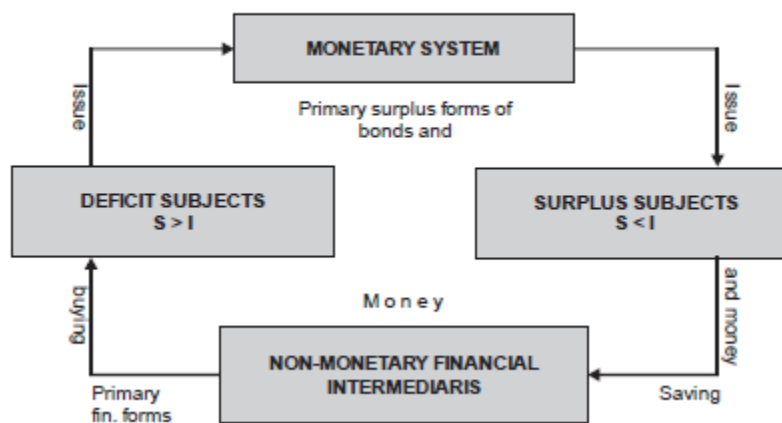 MONETARY SYSTEM
Issue
Primary surplus forms of
bonds and
Issue
DEFICIT SUBJECTS
S > I
SURPLUS SUBJECTS
S < I
buying
Money
and money
NON-MONETARY FINANCIAL
INTERMEDIARIS
Primary
fin. forms
Saving